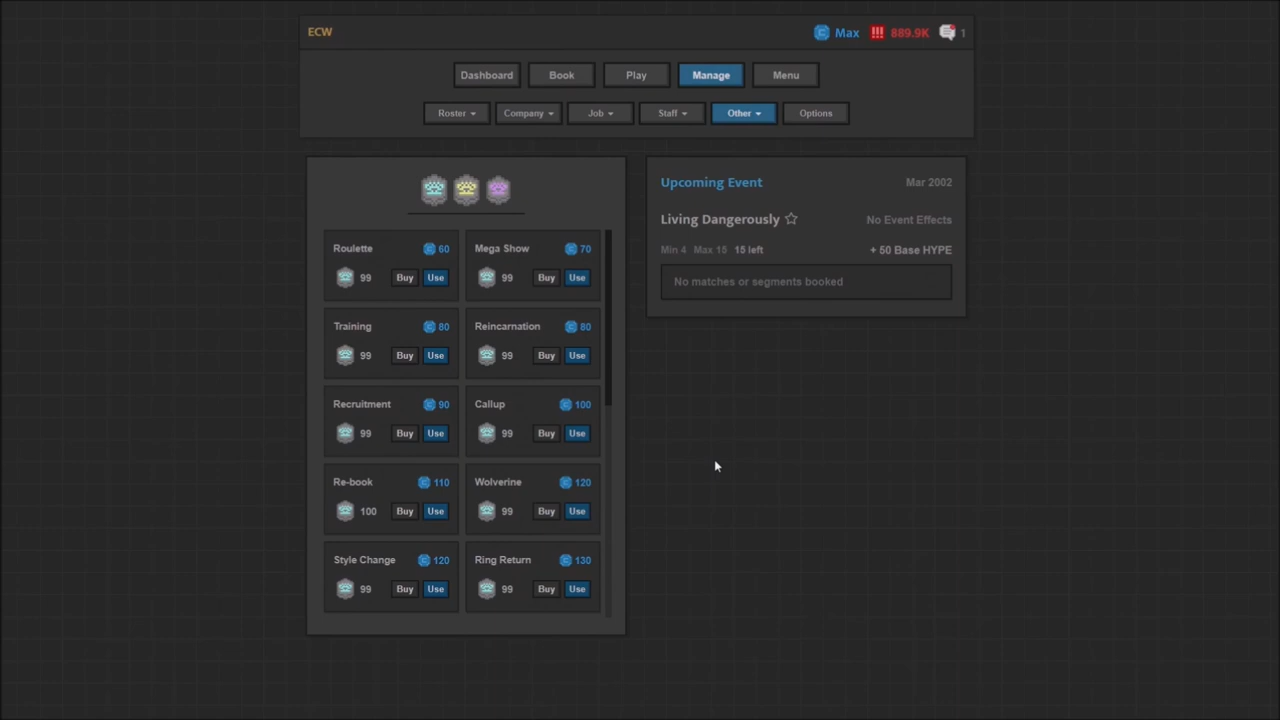 ECW Max 889.9K 1
Dashboard Book Play Manage Menu
Roster Company Job Staff Other Options
Upcoming Event Mar 2002
Living Dangerously No Event Effects
Min 4 Max 15 15 left + 50 Base HYPE
No matches or segments booked
Roulette 60 Mega Show 70
99 Buy Use 99 Buy Use
Training 80 Reincarnation 80
99 Buy Use 99 Buy Use
Recruitment 90 Callup 100
99 Buy Use 99 Buy Use
Re-book 110 Wolverine 120
100 Buy Use 99 Buy Use
Style Change 120 Ring Return 130
99 Buy Use 99 Buy Use